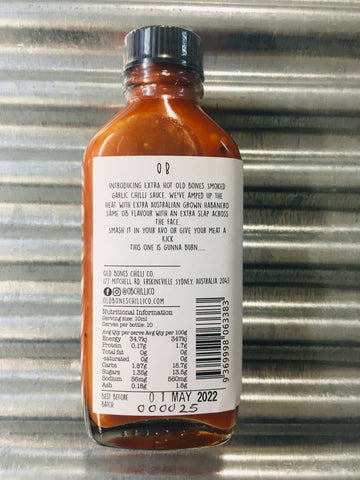 OB
INTRODUCING EXTRA HOT OLD BONES SMOKED
GARLIC CHILLI SAUCE. WE'VE AMPED UP THE
HEAT WITH EXTRA AUSTRALIAN GROWN HABANERO
SAME OB FLAVOUR WITH AN EXTRA SLAP ACROSS
THE FACE.
SMASH IT IN YOUR AVO OR GIVE YOUR MEAT A
KICK
THIS ONE IS GUNNA BURN.....
OLD BONES CHILLI CO.
177 MITCHELL RD, ERSKINEVILLE SYDNEY, AUSTRALIA 2043
@OBCHILLICO
OLDBONESCHILLICO.COM
Nutritional Information
Serving size: 10ml
Serves per bottle: 10
Avg Qty per serve Avg Qty per 100g
Energy 34.7kj 347kj
Protein 0.17g 1.7g
Total fat 0g 0g
-saturated 0g 0g
Carbs 1.87g 18.7g
Sugars 1.35g 13.5g
Sodium 56mg 560mg
Ash 0.18g 1.8g
9 369998 063383
BEST BEFORE 01 MAY 2022
BATCH: 000025